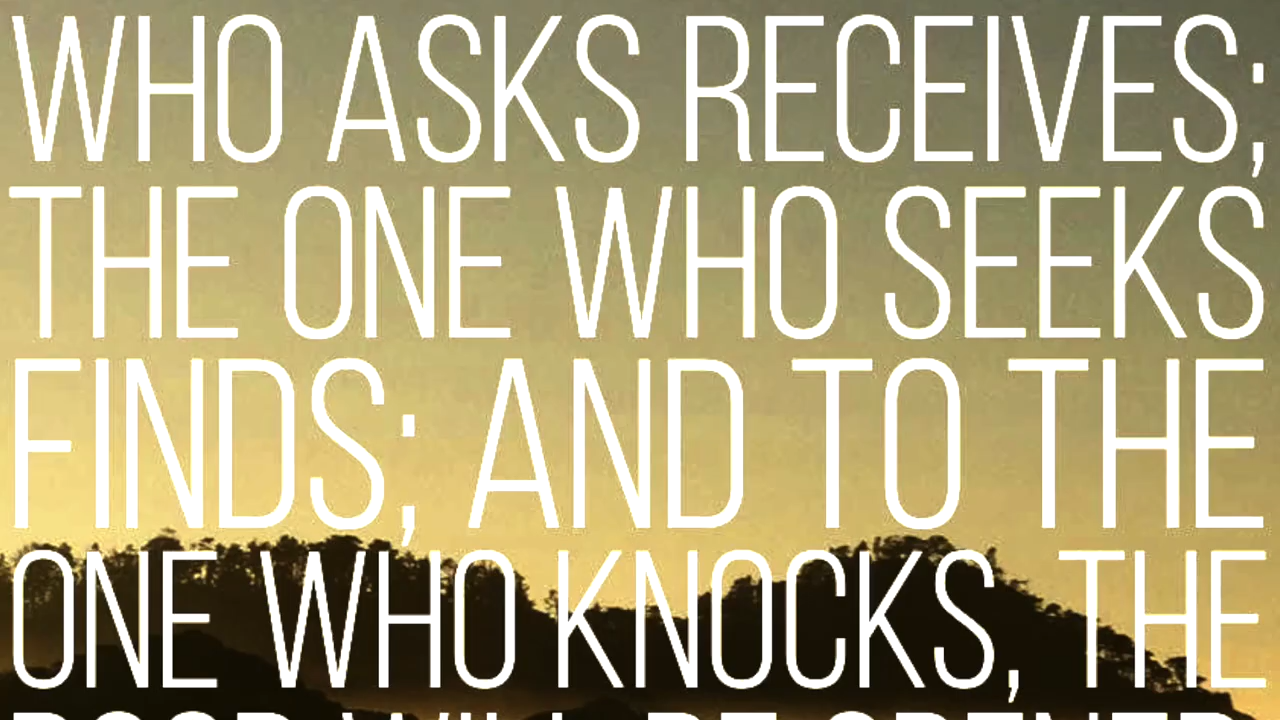 WHO ASKS RECEIVES;
THE ONE WHO SEEKS
FINDS; AND TO THE
ONE WHO KNOCKS, THE